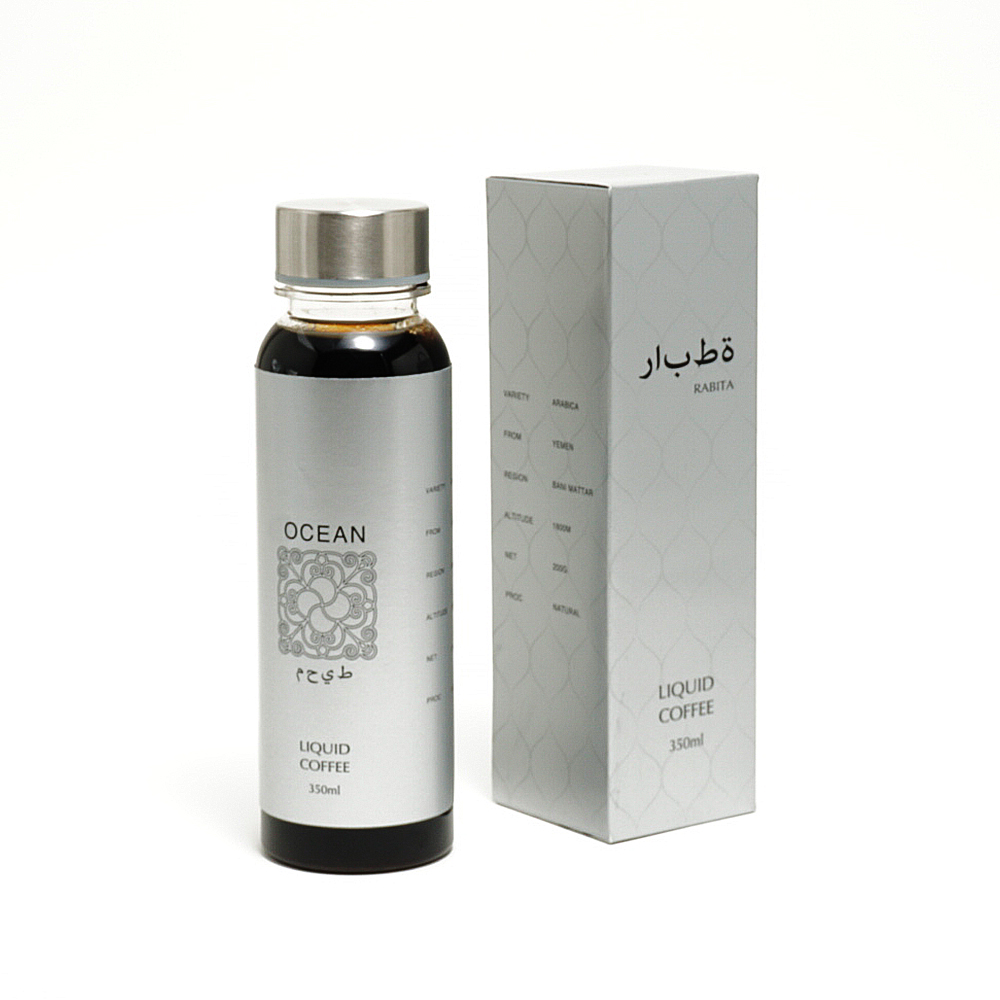 OCEAN
طيحم
LIQUID
COFFEE
350ml
VARIETY
FROM
REGION
ALTITUDE
NET
PROC
VARIETY ARABICA
FROM YEMEN
REGION BANI MATTAR
ALTITUDE 1800M
NET 200G
PROC NATURAL
ةطبار
RABITA
LIQUID
COFFEE
350ml